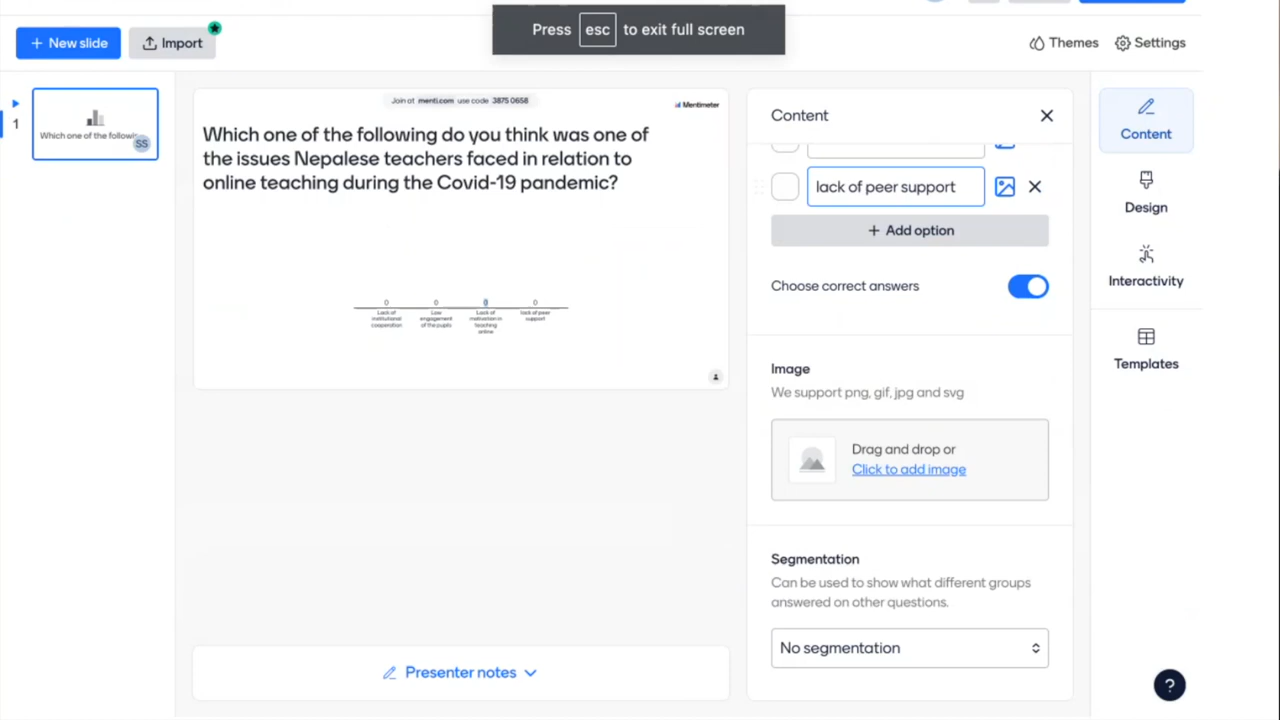 Press esc to exit full screen
+ New slide
Import
Themes
Settings
1
Which one of the followin
SS
Join at menti.com use code 3875 0658
Mentimeter
Which one of the following do you think was one of
the issues Nepalese teachers faced in relation to
online teaching during the Covid-19 pandemic?
0 0 0 0
Lack of
institutional
cooperation
Low
engagement
of the pupils
Lack of
motivation in
teaching
online
lack of peer
support
Presenter notes
Content
lack of peer support
+ Add option
Choose correct answers
Image
We support png, gif, jpg and svg
Drag and drop or
Click to add image
Segmentation
Can be used to show what different groups
answered on other questions.
No segmentation
Content
Design
Interactivity
Templates
?